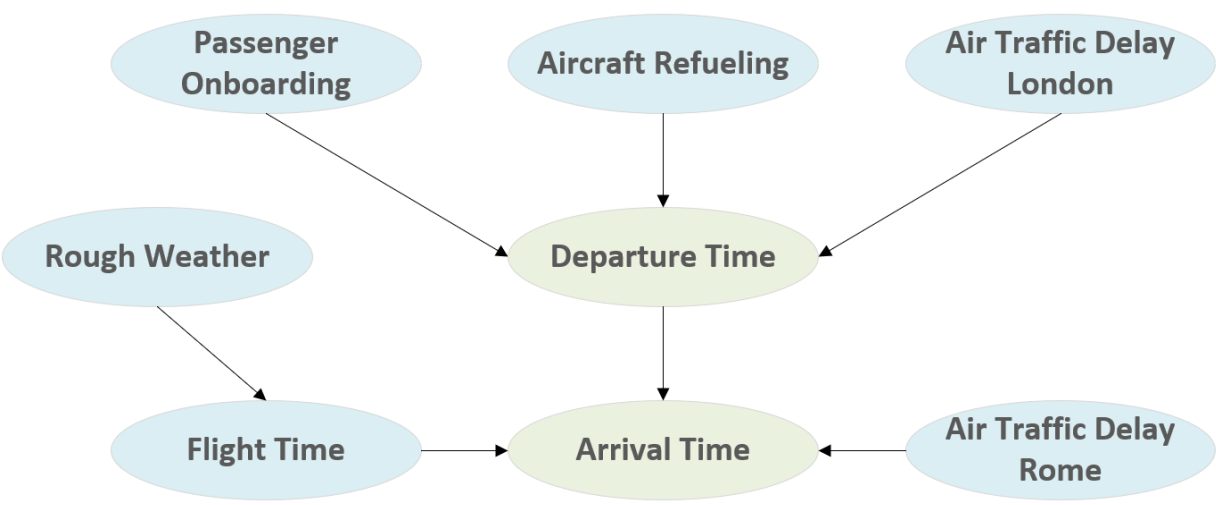 Passenger
Onboarding
Aircraft Refueling
Air Traffic Delay
London
Rough Weather
Departure Time
Flight Time
Arrival Time
Air Traffic Delay
Rome